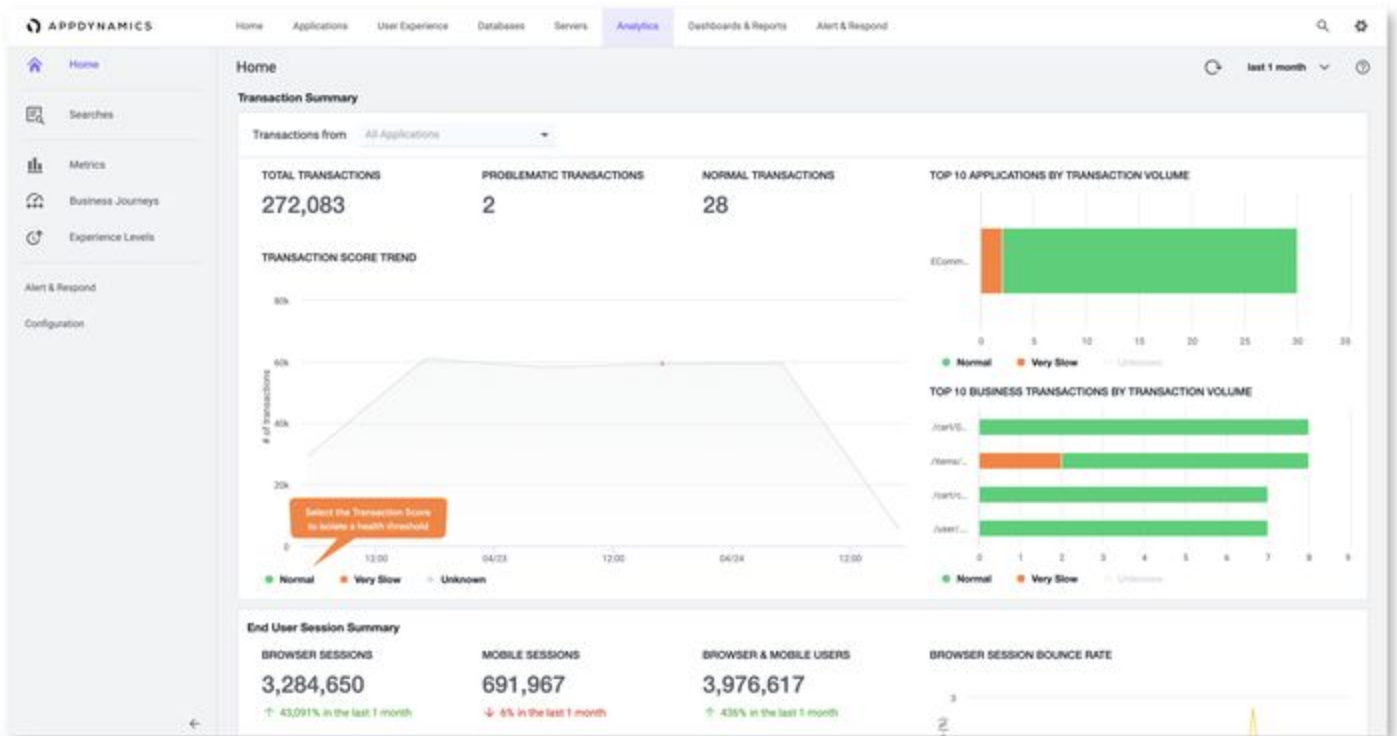 APPDYNAMICS
Home Applications User Experience Databases Servers Analytics Dashboards & Reports Alert & Respond
Home
Searches
Metrics
Business Journeys
Experience Levels
Alert & Respond
Configuration
Home
last 1 month
Transaction Summary
Transactions from All Applications
TOTAL TRANSACTIONS
272,083
PROBLEMATIC TRANSACTIONS
2
NORMAL TRANSACTIONS
28
TRANSACTION SCORE TREND
# of transactions
80k
60k
40k
20k
0
12:00 04/23 12:00 04/24 12:00
Select the Transaction Score
to isolate a health threshold
Normal Very Slow Unknown
TOP 10 APPLICATIONS BY TRANSACTION VOLUME
EComm...
0 5 10 15 20 25 30 35
Normal Very Slow Unknown
TOP 10 BUSINESS TRANSACTIONS BY TRANSACTION VOLUME
/items/...
/cart/c...
/user/...
0 1 2 3 4 5 6 7 8 9
Normal Very Slow Unknown
End User Session Summary
BROWSER SESSIONS
3,284,650
↑ 43,091% in the last 1 month
MOBILE SESSIONS
691,967
↓ 6% in the last 1 month
BROWSER & MOBILE USERS
3,976,617
↑ 436% in the last 1 month
BROWSER SESSION BOUNCE RATE
3